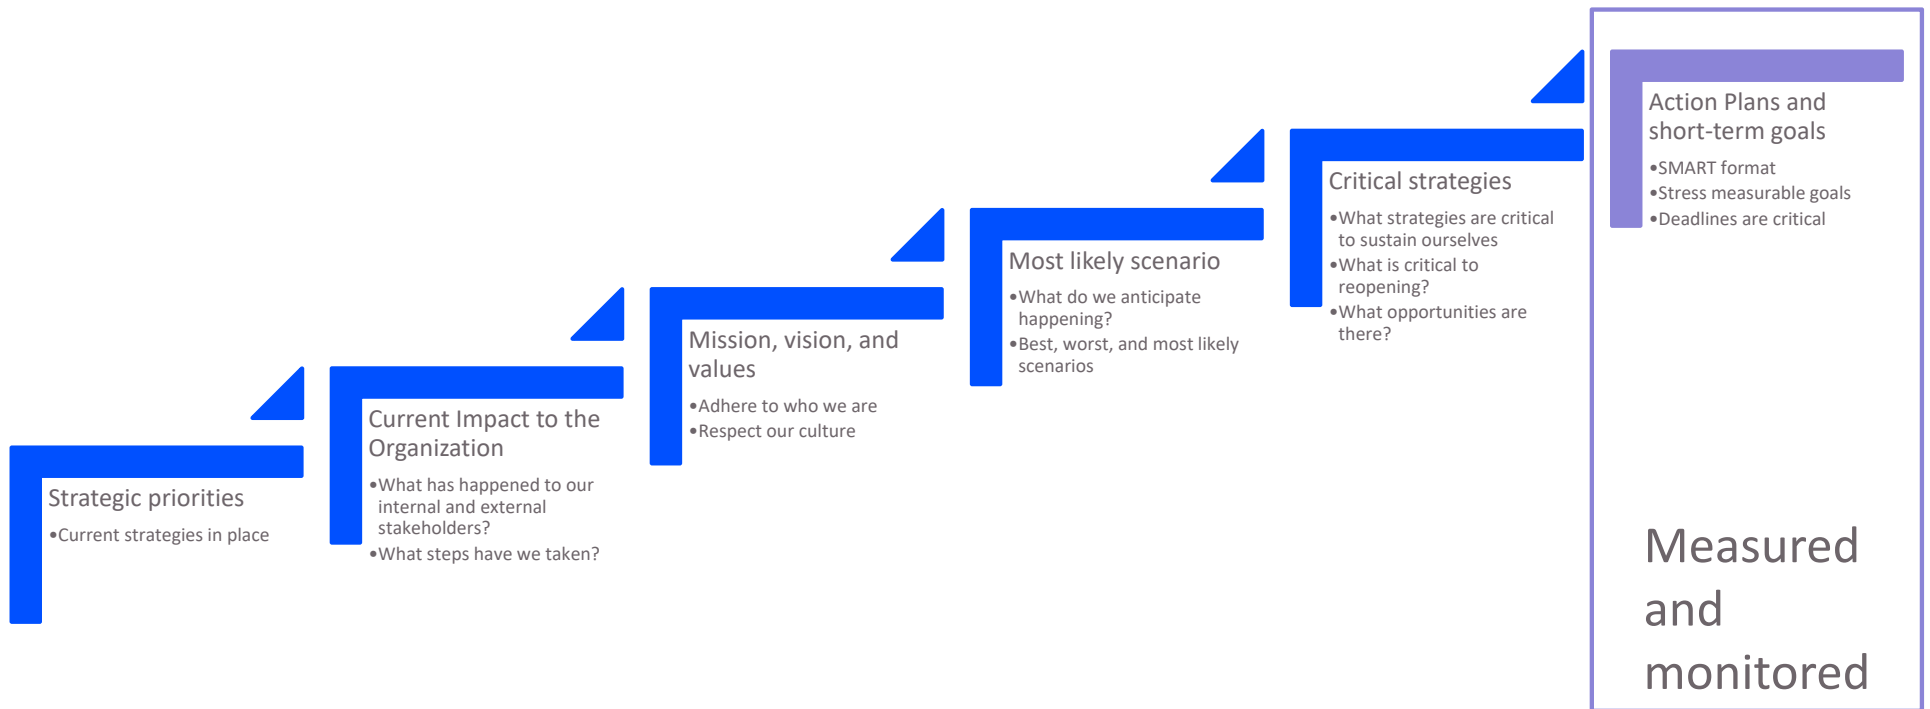 Strategic priorities
•Current strategies in place
Current Impact to the
Organization
•What has happened to our
internal and external
stakeholders?
•What steps have we taken?
Mission, vision, and
values
•Adhere to who we are
•Respect our culture
Most likely scenario
•What do we anticipate
happening?
•Best, worst, and most likely
scenarios
Critical strategies
•What strategies are critical
to sustain ourselves
•What is critical to
reopening?
•What opportunities are
there?
Action Plans and
short-term goals
•SMART format
•Stress measurable goals
•Deadlines are critical
Measured
and
monitored